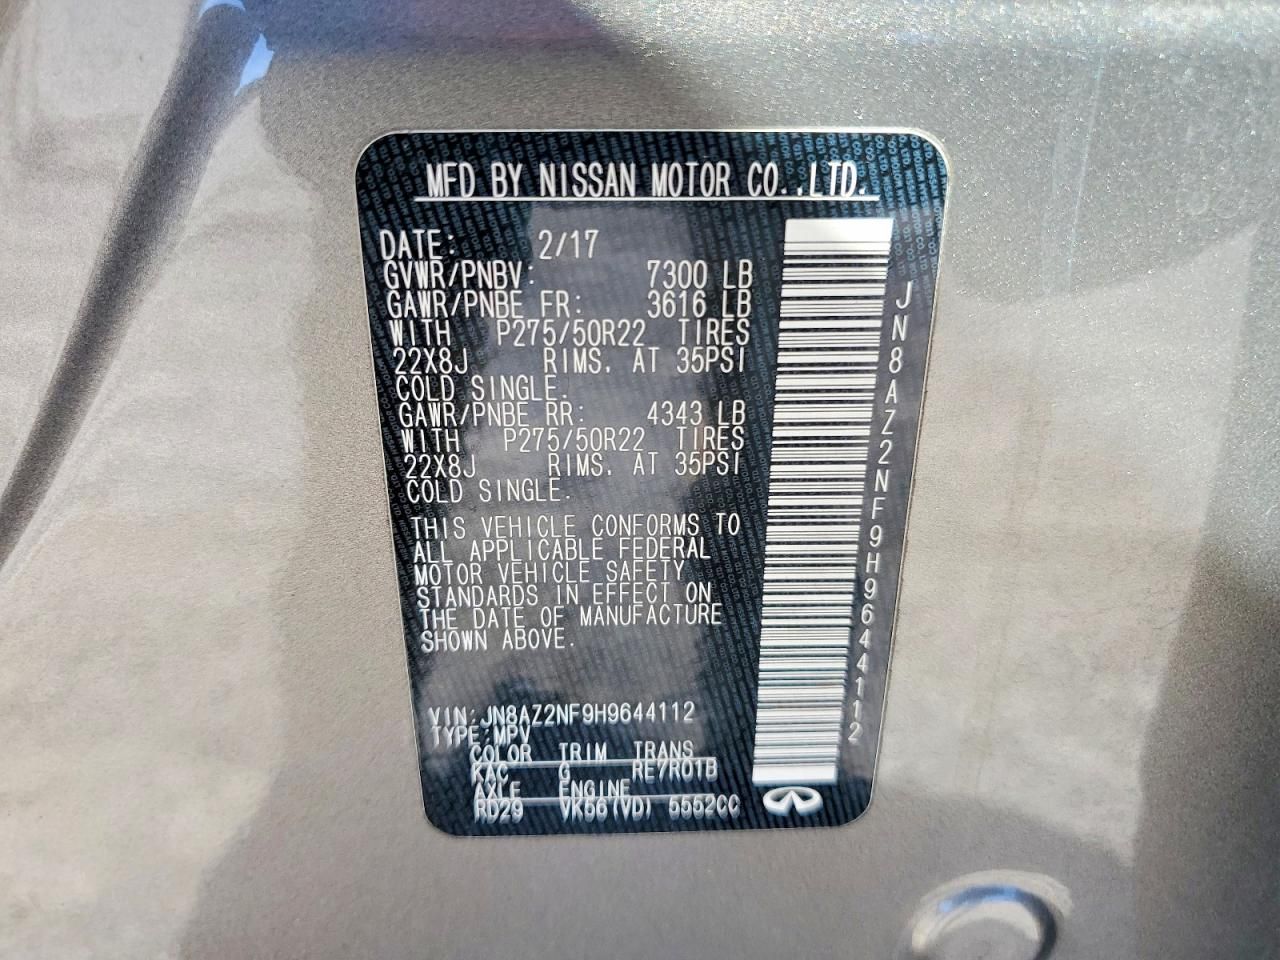 MFD BY NISSAN MOTOR CO.,LTD.
DATE: 2/17
GVWR/PNBV: 7300 LB
GAWR/PNBE FR: 3616 LB
WITH P275/50R22 TIRES
22X8J RIMS. AT 35PSI
COLD SINGLE.
GAWR/PNBE RR: 4343 LB
WITH P275/50R22 TIRES
22X8J RIMS. AT 35PSI
COLD SINGLE.
THIS VEHICLE CONFORMS TO
ALL APPLICABLE FEDERAL
MOTOR VEHICLE SAFETY
STANDARDS IN EFFECT ON
THE DATE OF MANUFACTURE
SHOWN ABOVE.
VIN:JN8AZ2NF9H9644112
TYPE:MPV
COLOR TRIM TRANS
KAC G RE7R01B
AXLE ENGINE
RD29 VK56(VD) 5552CC
JN8AZ2NF9H9644112